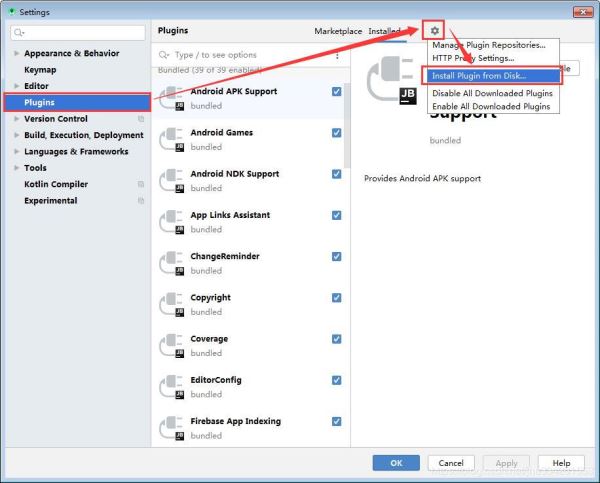 Settings
Plugins
Marketplace
Installed
Type / to see options
Manage Plugin Repositories...
HTTP Proxy Settings...
Install Plugin from Disk...
Disable All Downloaded Plugins
Enable All Downloaded Plugins
Appearance & Behavior
Keymap
Editor
Plugins
Version Control
Build, Execution, Deployment
Languages & Frameworks
Tools
Kotlin Compiler
Experimental
Bundled (39 of 39 enabled)
Android APK Support
bundled
Android Games
bundled
Android NDK Support
bundled
App Links Assistant
bundled
ChangeReminder
bundled
Copyright
bundled
Coverage
bundled
EditorConfig
bundled
Firebase App Indexing
bundled
JB
Support
bundled
Provides Android APK support
OK
Cancel
Apply
Help